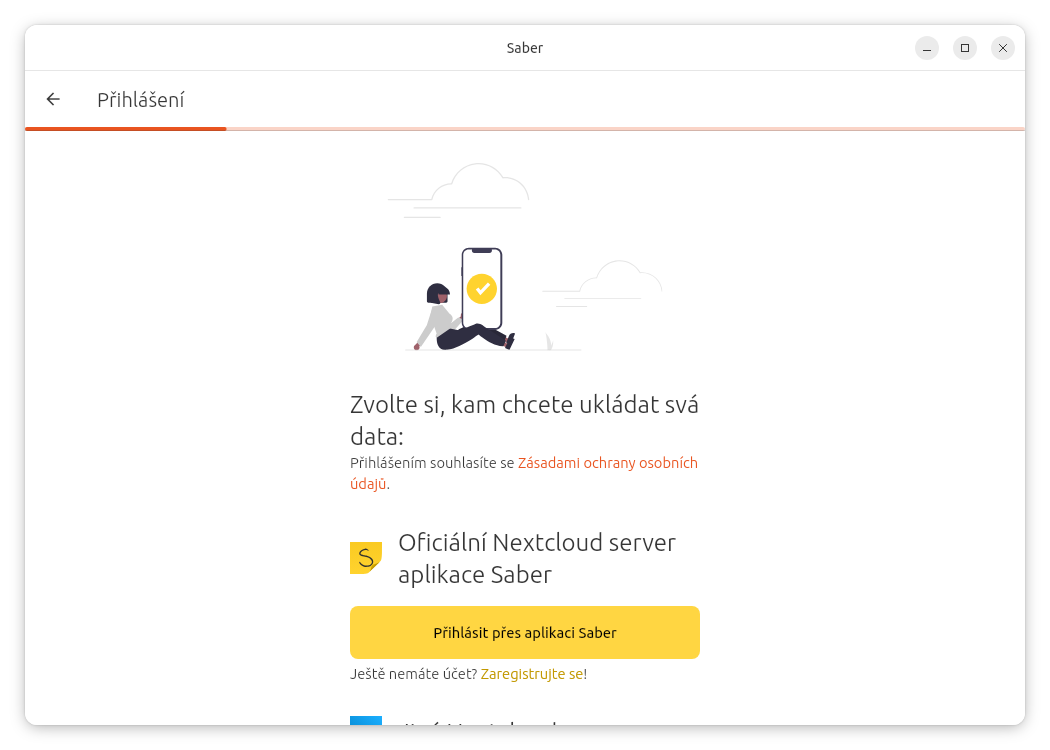 Saber
Přihlášení
Zvolte si, kam chcete ukládat svá
data:
Přihlášením souhlasíte se Zásadami ochrany osobních
údajů.
Oficiální Nextcloud server
aplikace Saber
Přihlásit přes aplikaci Saber
Ještě nemáte účet? Zaregistrujte se!